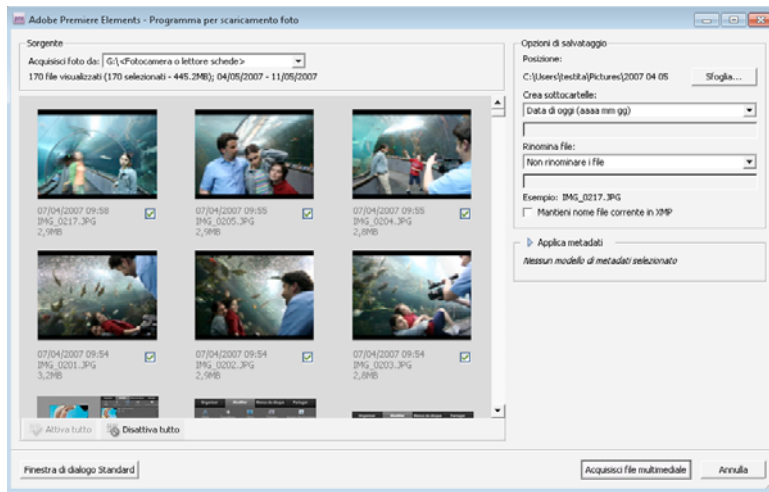 Adobe Premiere Elements - Programma per scaricamento foto
Sorgente
Acquisisci foto da: G:\<Fotocamera o lettore schede>
170 file visualizzati (170 selezionati - 445.2MB); 04/05/2007 - 11/05/2007
07/04/2007 09:58
IMG_0217.JPG
2,9MB
07/04/2007 09:55
IMG_0205.JPG
2,9MB
07/04/2007 09:55
IMG_0204.JPG
2,8MB
07/04/2007 09:54
IMG_0201.JPG
3,2MB
07/04/2007 09:54
IMG_0202.JPG
2,9MB
07/04/2007 09:54
IMG_0203.JPG
2,8MB
Attiva tutto
Disattiva tutto
Finestra di dialogo Standard
Opzioni di salvataggio
Posizione:
C:\Users\testita\Pictures\2007 04 05
Sfoglia...
Crea sottocartelle:
Data di oggi (aaaa mm gg)
Rinomina file:
Non rinominare i file
Esempio: IMG_0217.JPG
Mantieni nome file corrente in XMP
Applica metadati
Nessun modello di metadati selezionato
Acquisisci file multimediale
Annulla